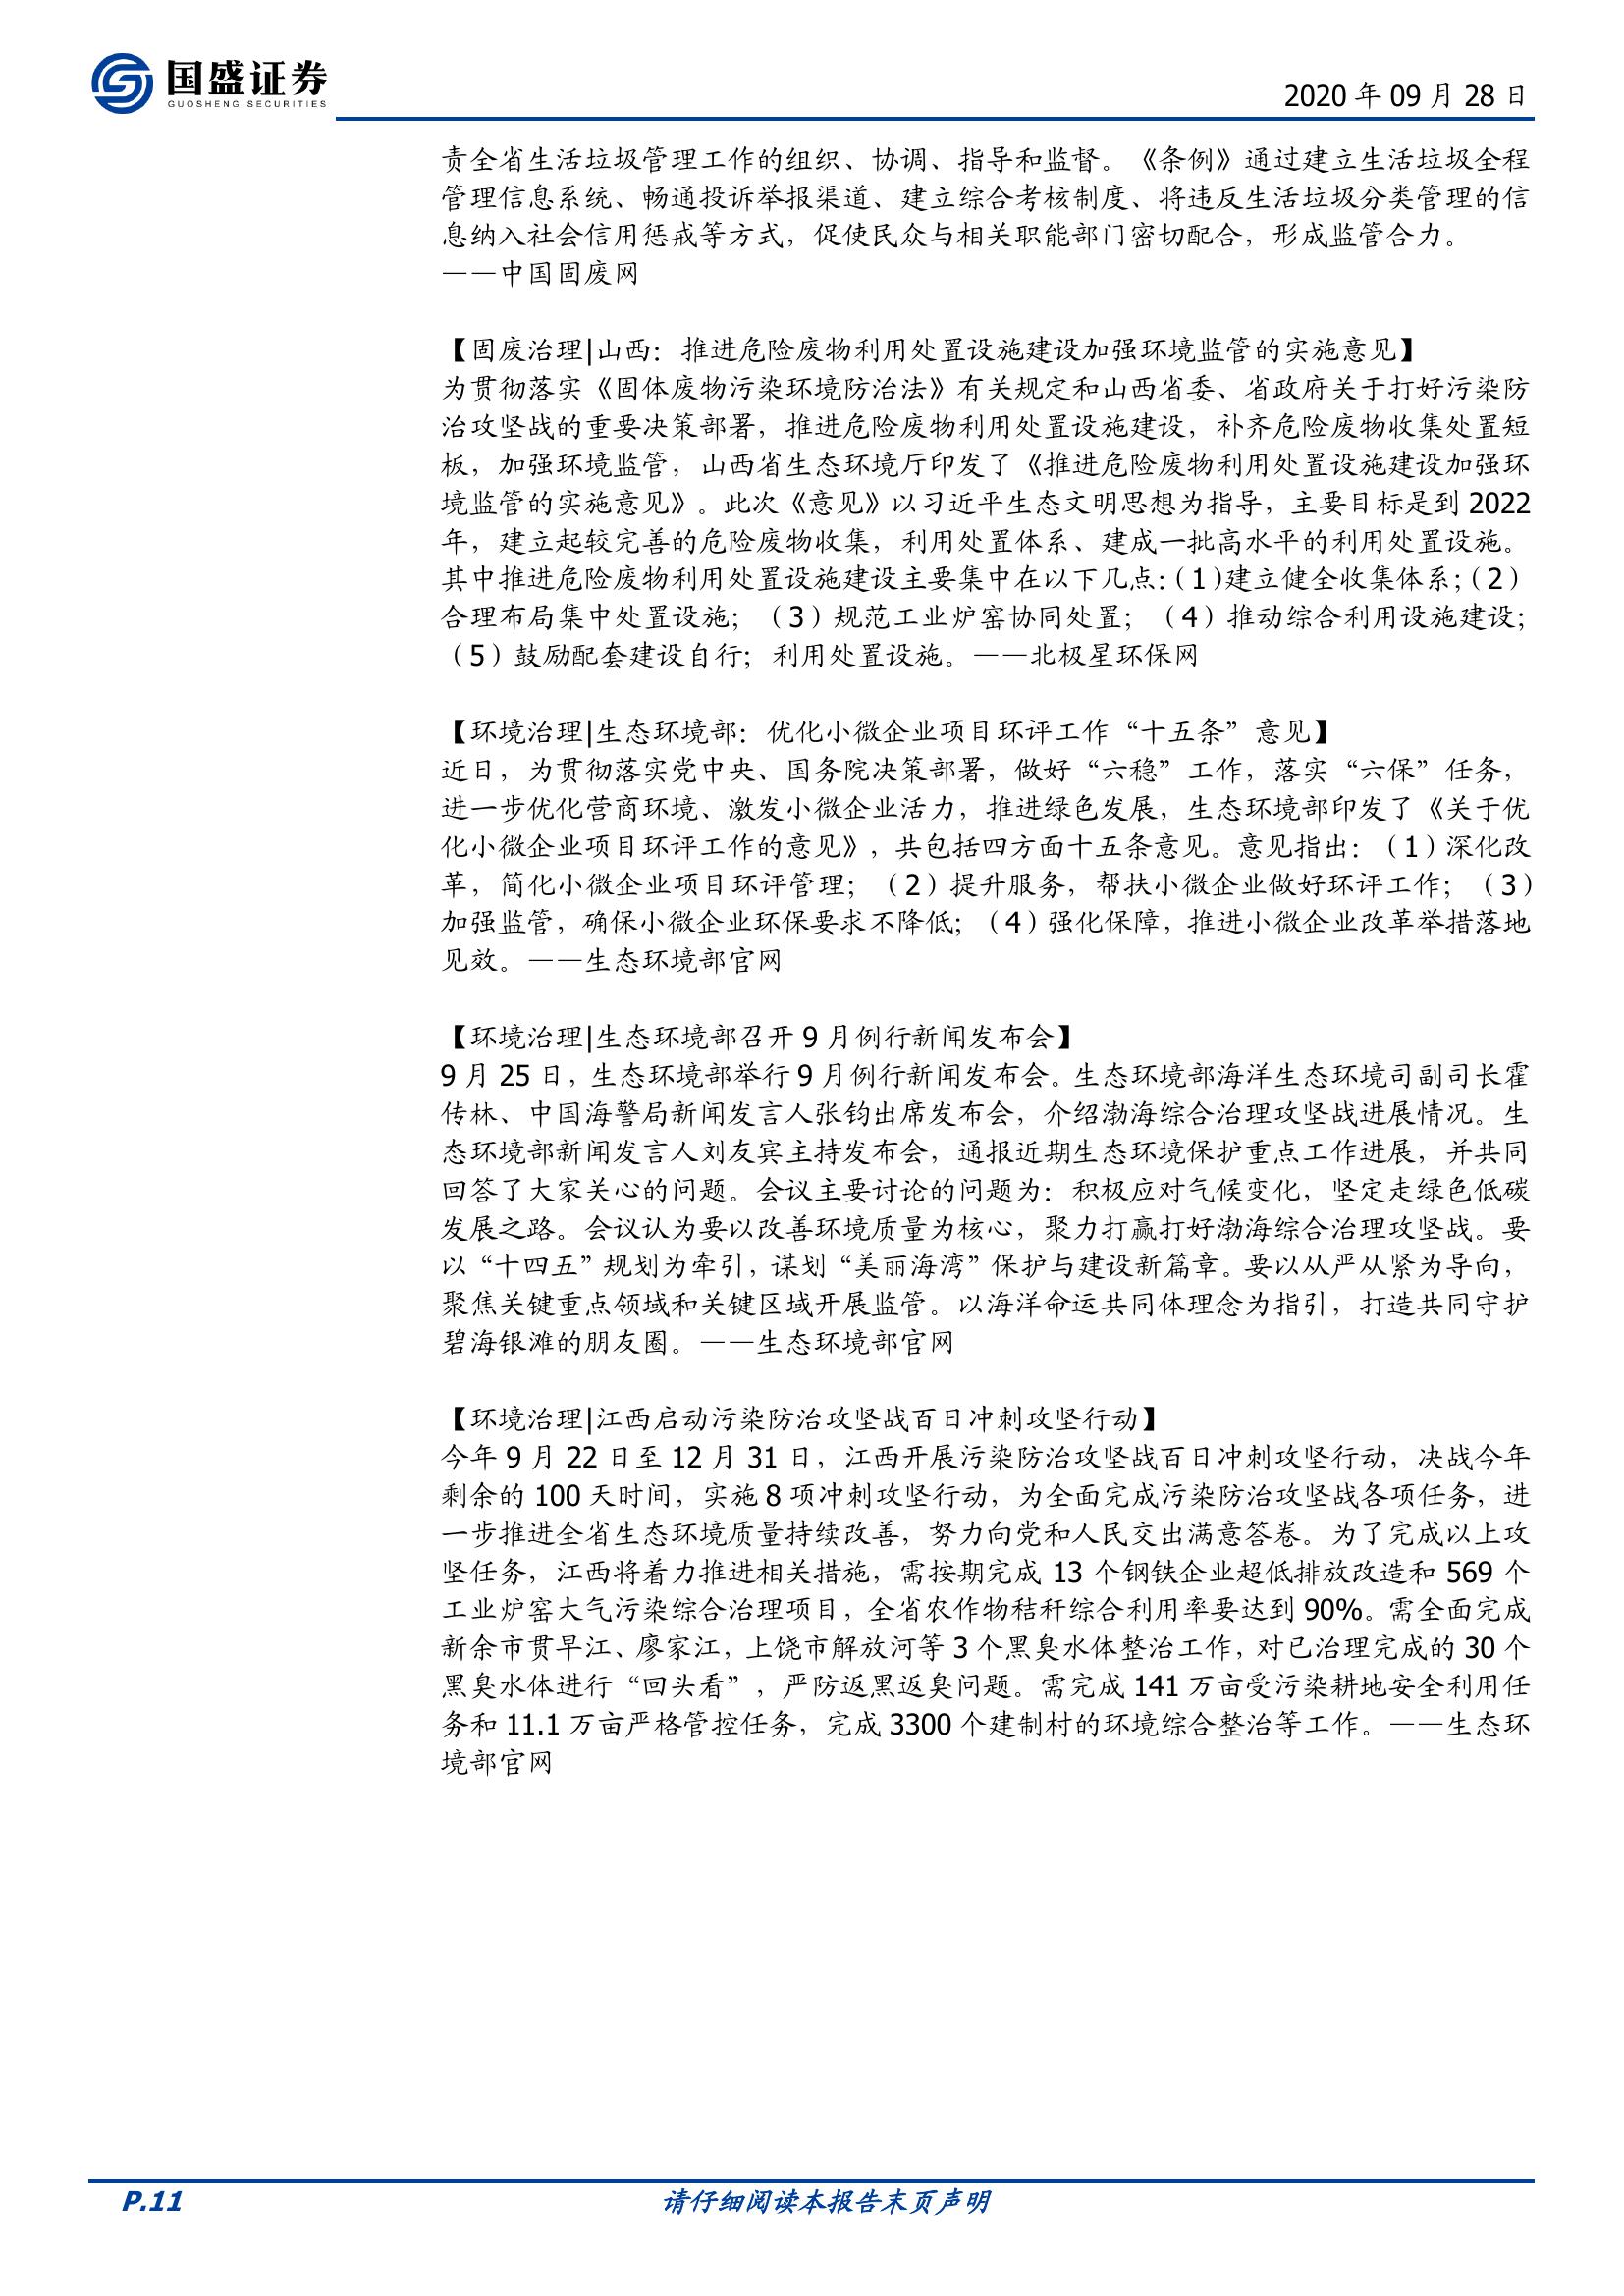 国盛证券
GUOSHENG SECURITIES
2020 年 09 月 28 日
责全省生活垃圾管理工作的组织、协调、指导和监督。《条例》通过建立生活垃圾全程
管理信息系统、畅通投诉举报渠道、建立综合考核制度、将违反生活垃圾分类管理的信
息纳入社会信用惩戒等方式，促使民众与相关职能部门密切配合，形成监管合力。
——中国固废网
【固废治理|山西：推进危险废物利用处置设施建设加强环境监管的实施意见】
为贯彻落实《固体废物污染环境防治法》有关规定和山西省委、省政府关于打好污染防
治攻坚战的重要决策部署，推进危险废物利用处置设施建设，补齐危险废物收集处置短
板，加强环境监管，山西省生态环境厅印发了《推进危险废物利用处置设施建设加强环
境监管的实施意见》。此次《意见》以习近平生态文明思想为指导，主要目标是到 2022
年，建立起较完善的危险废物收集，利用处置体系、建成一批高水平的利用处置设施。
其中推进危险废物利用处置设施建设主要集中在以下几点：（1）建立健全收集体系；（2）
合理布局集中处置设施；（3）规范工业炉窑协同处置；（4）推动综合利用设施建设；
（5）鼓励配套建设自行；利用处置设施。——北极星环保网
【环境治理|生态环境部：优化小微企业项目环评工作“十五条”意见】
近日，为贯彻落实党中央、国务院决策部署，做好“六稳”工作，落实“六保”任务，
进一步优化营商环境、激发小微企业活力，推进绿色发展，生态环境部印发了《关于优
化小微企业项目环评工作的意见》，共包括四方面十五条意见。意见指出：（1）深化改
革，简化小微企业项目环评管理；（2）提升服务，帮扶小微企业做好环评工作；（3）
加强监管，确保小微企业环保要求不降低；（4）强化保障，推进小微企业改革举措落地
见效。——生态环境部官网
【环境治理|生态环境部召开 9 月例行新闻发布会】
9 月 25 日，生态环境部举行 9 月例行新闻发布会。生态环境部海洋生态环境司副司长霍
传林、中国海警局新闻发言人张钧出席发布会，介绍渤海综合治理攻坚战进展情况。生
态环境部新闻发言人刘友宾主持发布会，通报近期生态环境保护重点工作进展，并共同
回答了大家关心的问题。会议主要讨论的问题为：积极应对气候变化，坚定走绿色低碳
发展之路。会议认为要以改善环境质量为核心，聚力打赢打好渤海综合治理攻坚战。要
以“十四五”规划为牵引，谋划“美丽海湾”保护与建设新篇章。要以从严从紧为导向，
聚焦关键重点领域和关键区域开展监管。以海洋命运共同体理念为指引，打造共同守护
碧海银滩的朋友圈。——生态环境部官网
【环境治理|江西启动污染防治攻坚战百日冲刺攻坚行动】
今年 9 月 22 日至 12 月 31 日，江西开展污染防治攻坚战百日冲刺攻坚行动，决战今年
剩余的 100 天时间，实施 8 项冲刺攻坚行动，为全面完成污染防治攻坚战各项任务，进
一步推进全省生态环境质量持续改善，努力向党和人民交出满意答卷。为了完成以上攻
坚任务，江西将着力推进相关措施，需按期完成 13 个钢铁企业超低排放改造和 569 个
工业炉窑大气污染综合治理项目，全省农作物秸秆综合利用率要达到 90%。需全面完成
新余市贯早江、廖家江，上饶市解放河等 3 个黑臭水体整治工作，对已治理完成的 30 个
黑臭水体进行“回头看”，严防返黑返臭问题。需完成 141 万亩受污染耕地安全利用任
务和 11.1 万亩严格管控任务，完成 3300 个建制村的环境综合整治等工作。——生态环
境部官网
P.11
请仔细阅读本报告末页声明